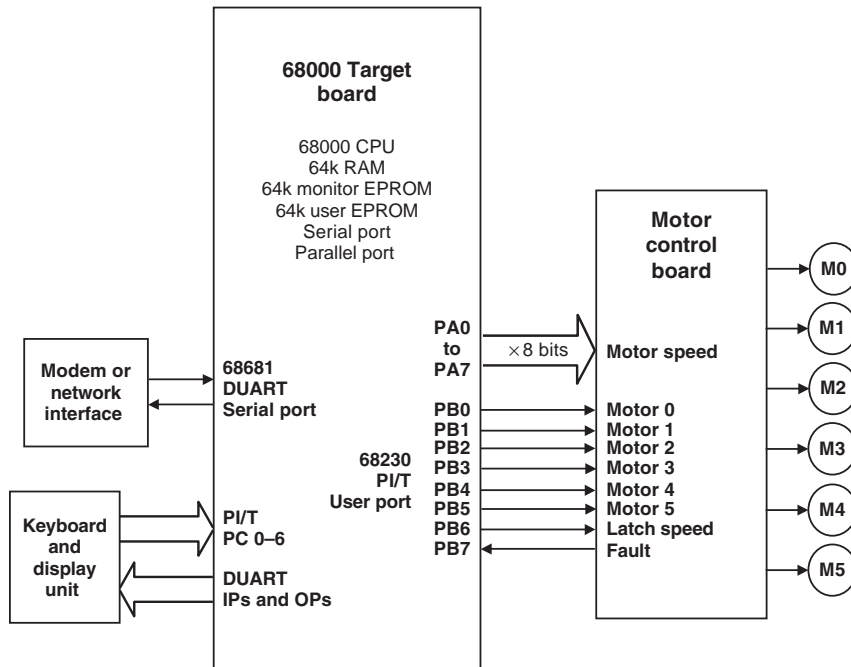 68000 Target
board
68000 CPU
64k RAM
64k monitor EPROM
64k user EPROM
Serial port
Parallel port
Modem or
network
interface
68681
DUART
Serial port
Keyboard
and
display
unit
PI/T
PC 0–6
DUART
IPs and OPs
68230
PI/T
User port
PA0
to
PA7
×8 bits
PB0
PB1
PB2
PB3
PB4
PB5
PB6
PB7
Motor
control
board
Motor speed
Motor 0
Motor 1
Motor 2
Motor 3
Motor 4
Motor 5
Latch speed
Fault
M0
M1
M2
M3
M4
M5